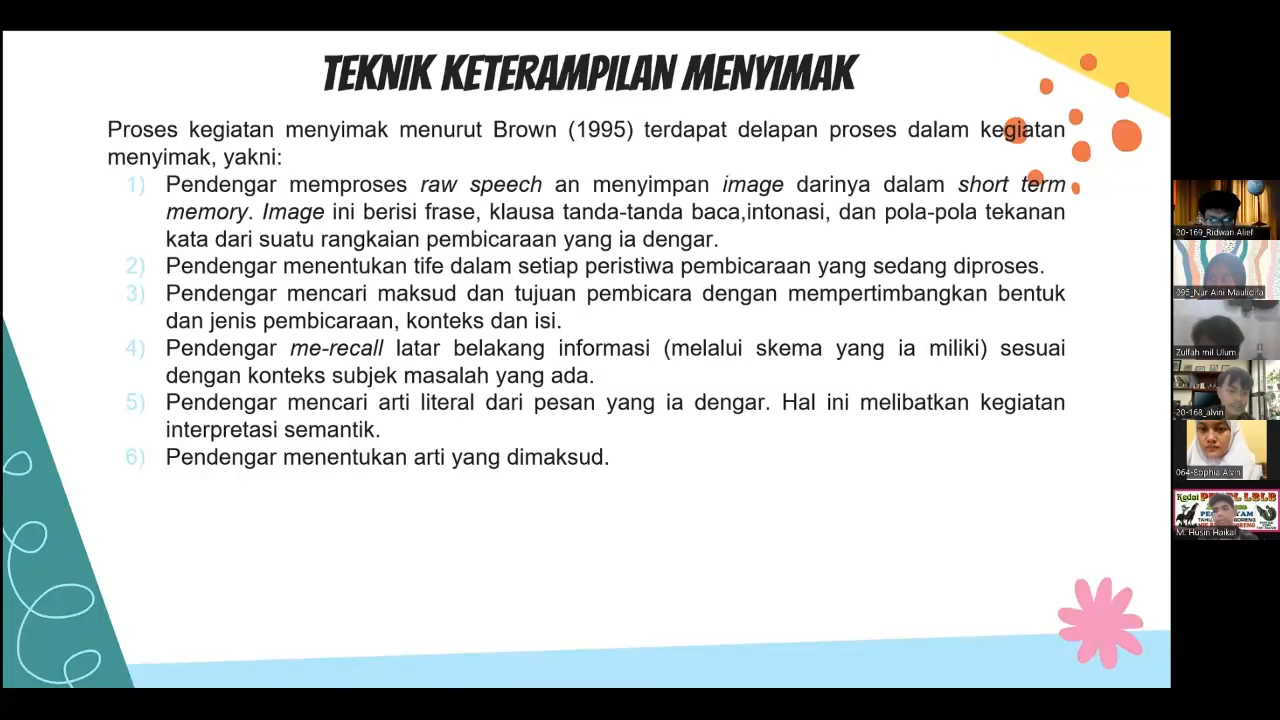 TEKNIK KETERAMPILAN MENYIMAK
Proses kegiatan menyimak menurut Brown (1995) terdapat delapan proses dalam kegiatan
menyimak, yakni:
1) Pendengar memproses raw speech an menyimpan image darinya dalam short term
memory. Image ini berisi frase, klausa tanda-tanda baca,intonasi, dan pola-pola tekanan
kata dari suatu rangkaian pembicaraan yang ia dengar.
2) Pendengar menentukan tife dalam setiap peristiwa pembicaraan yang sedang diproses.
3) Pendengar mencari maksud dan tujuan pembicara dengan mempertimbangkan bentuk
dan jenis pembicaraan, konteks dan isi.
4) Pendengar me-recall latar belakang informasi (melalui skema yang ia miliki) sesuai
dengan konteks subjek masalah yang ada.
5) Pendengar mencari arti literal dari pesan yang ia dengar. Hal ini melibatkan kegiatan
interpretasi semantik.
6) Pendengar menentukan arti yang dimaksud.
20-169_Ridwan Alief
095_Nur Aini Maulidha
Zulfah mil Ulum
20-168_alvin
064-Sophia Alvin
Kedai
LBLB
M. Husin Haikal